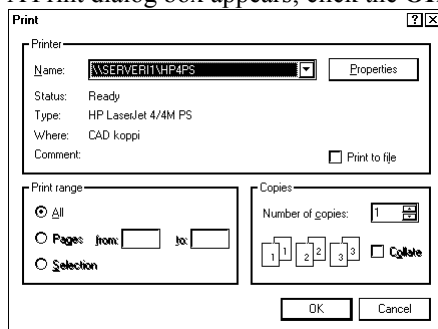 A Print dialog box appears, click the
Print
Printer
Name: \\SERVERI1\HP4PS Properties
Status: Ready
Type: HP LaserJet 4/4M PS
Where: CAD koppi
Comment: Print to file
Print range
All
Pages from: to:
Selection
Copies
Number of copies: 1
1 1 2 2 3 3 Collate
OK Cancel